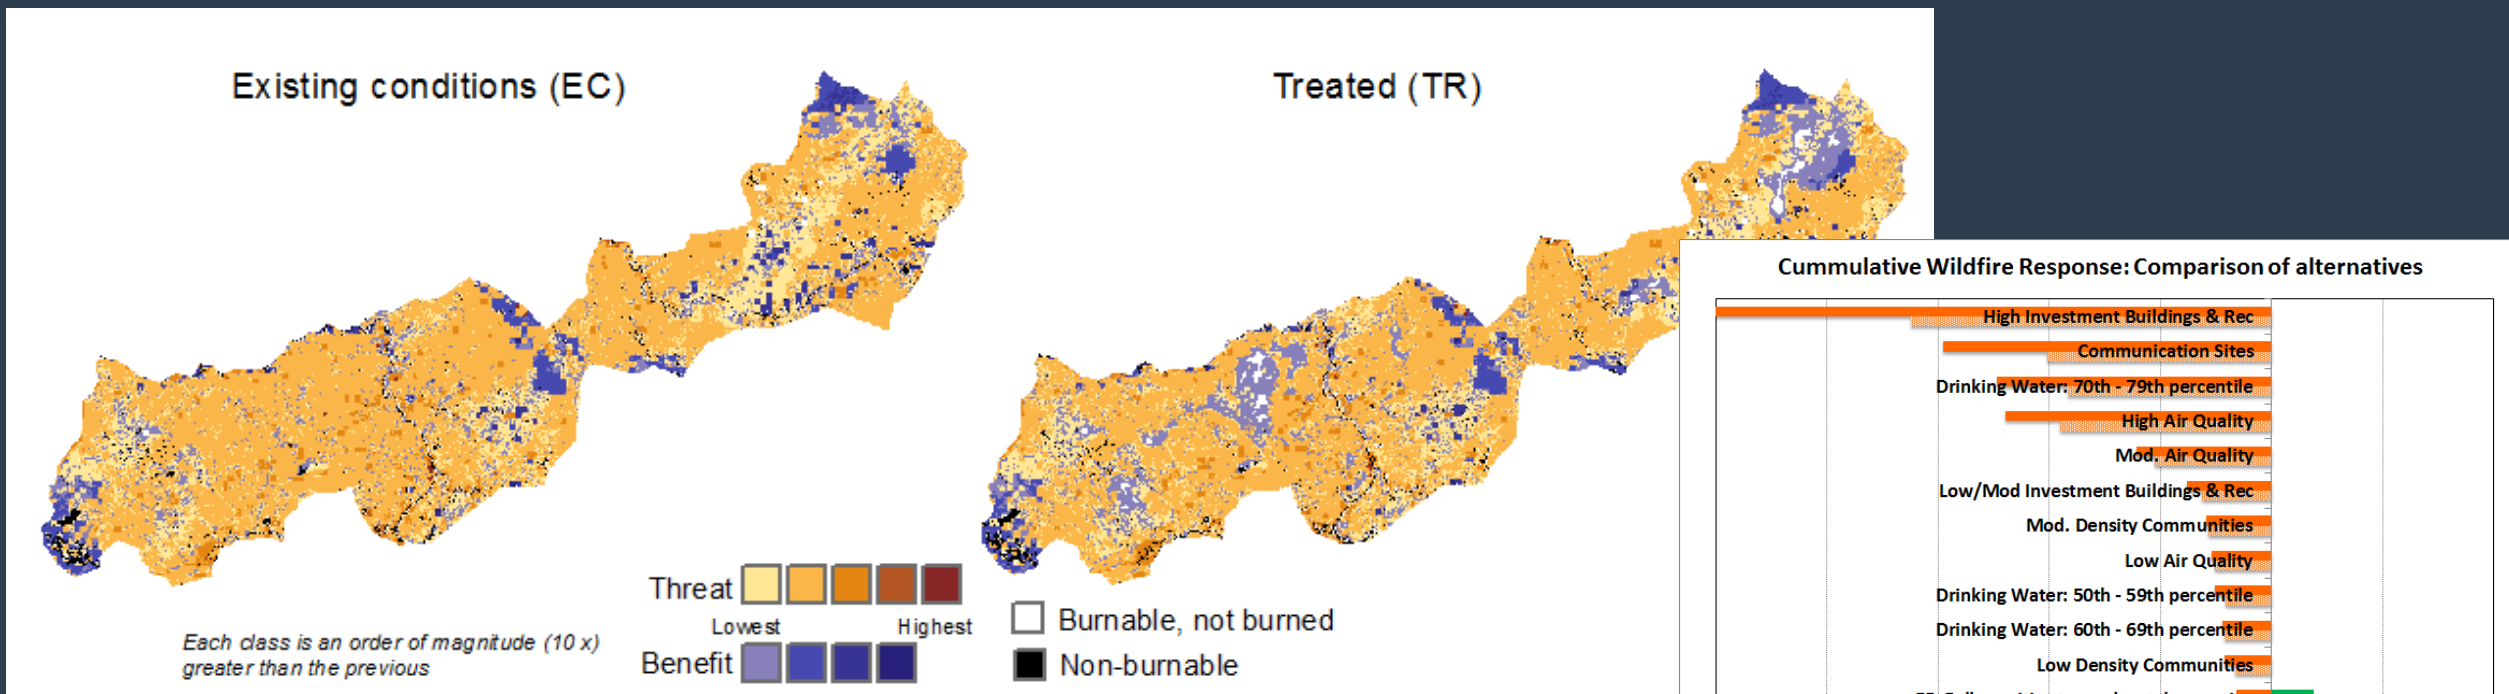 Existing conditions (EC)
Treated (TR)
Threat
Lowest
Highest
Benefit
Each class is an order of magnitude (10 x)
greater than the previous
Burnable, not burned
Non-burnable
Cummulative Wildfire Response: Comparison of alternatives
High Investment Buildings & Rec
Communication Sites
Drinking Water: 70th - 79th percentile
High Air Quality
Mod. Air Quality
Low/Mod Investment Buildings & Rec
Mod. Density Communities
Low Air Quality
Drinking Water: 50th - 59th percentile
Drinking Water: 60th - 69th percentile
Low Density Communities